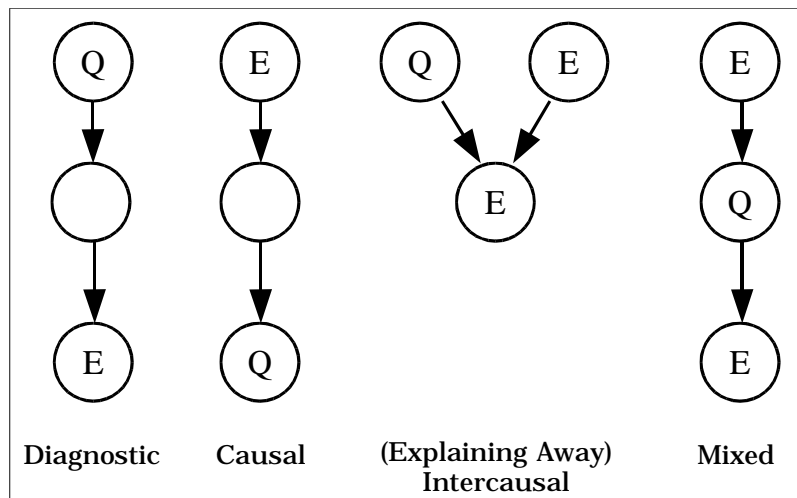 Q E Q E E
E Q
E Q E
Diagnostic Causal (Explaining Away) Mixed
Intercausal